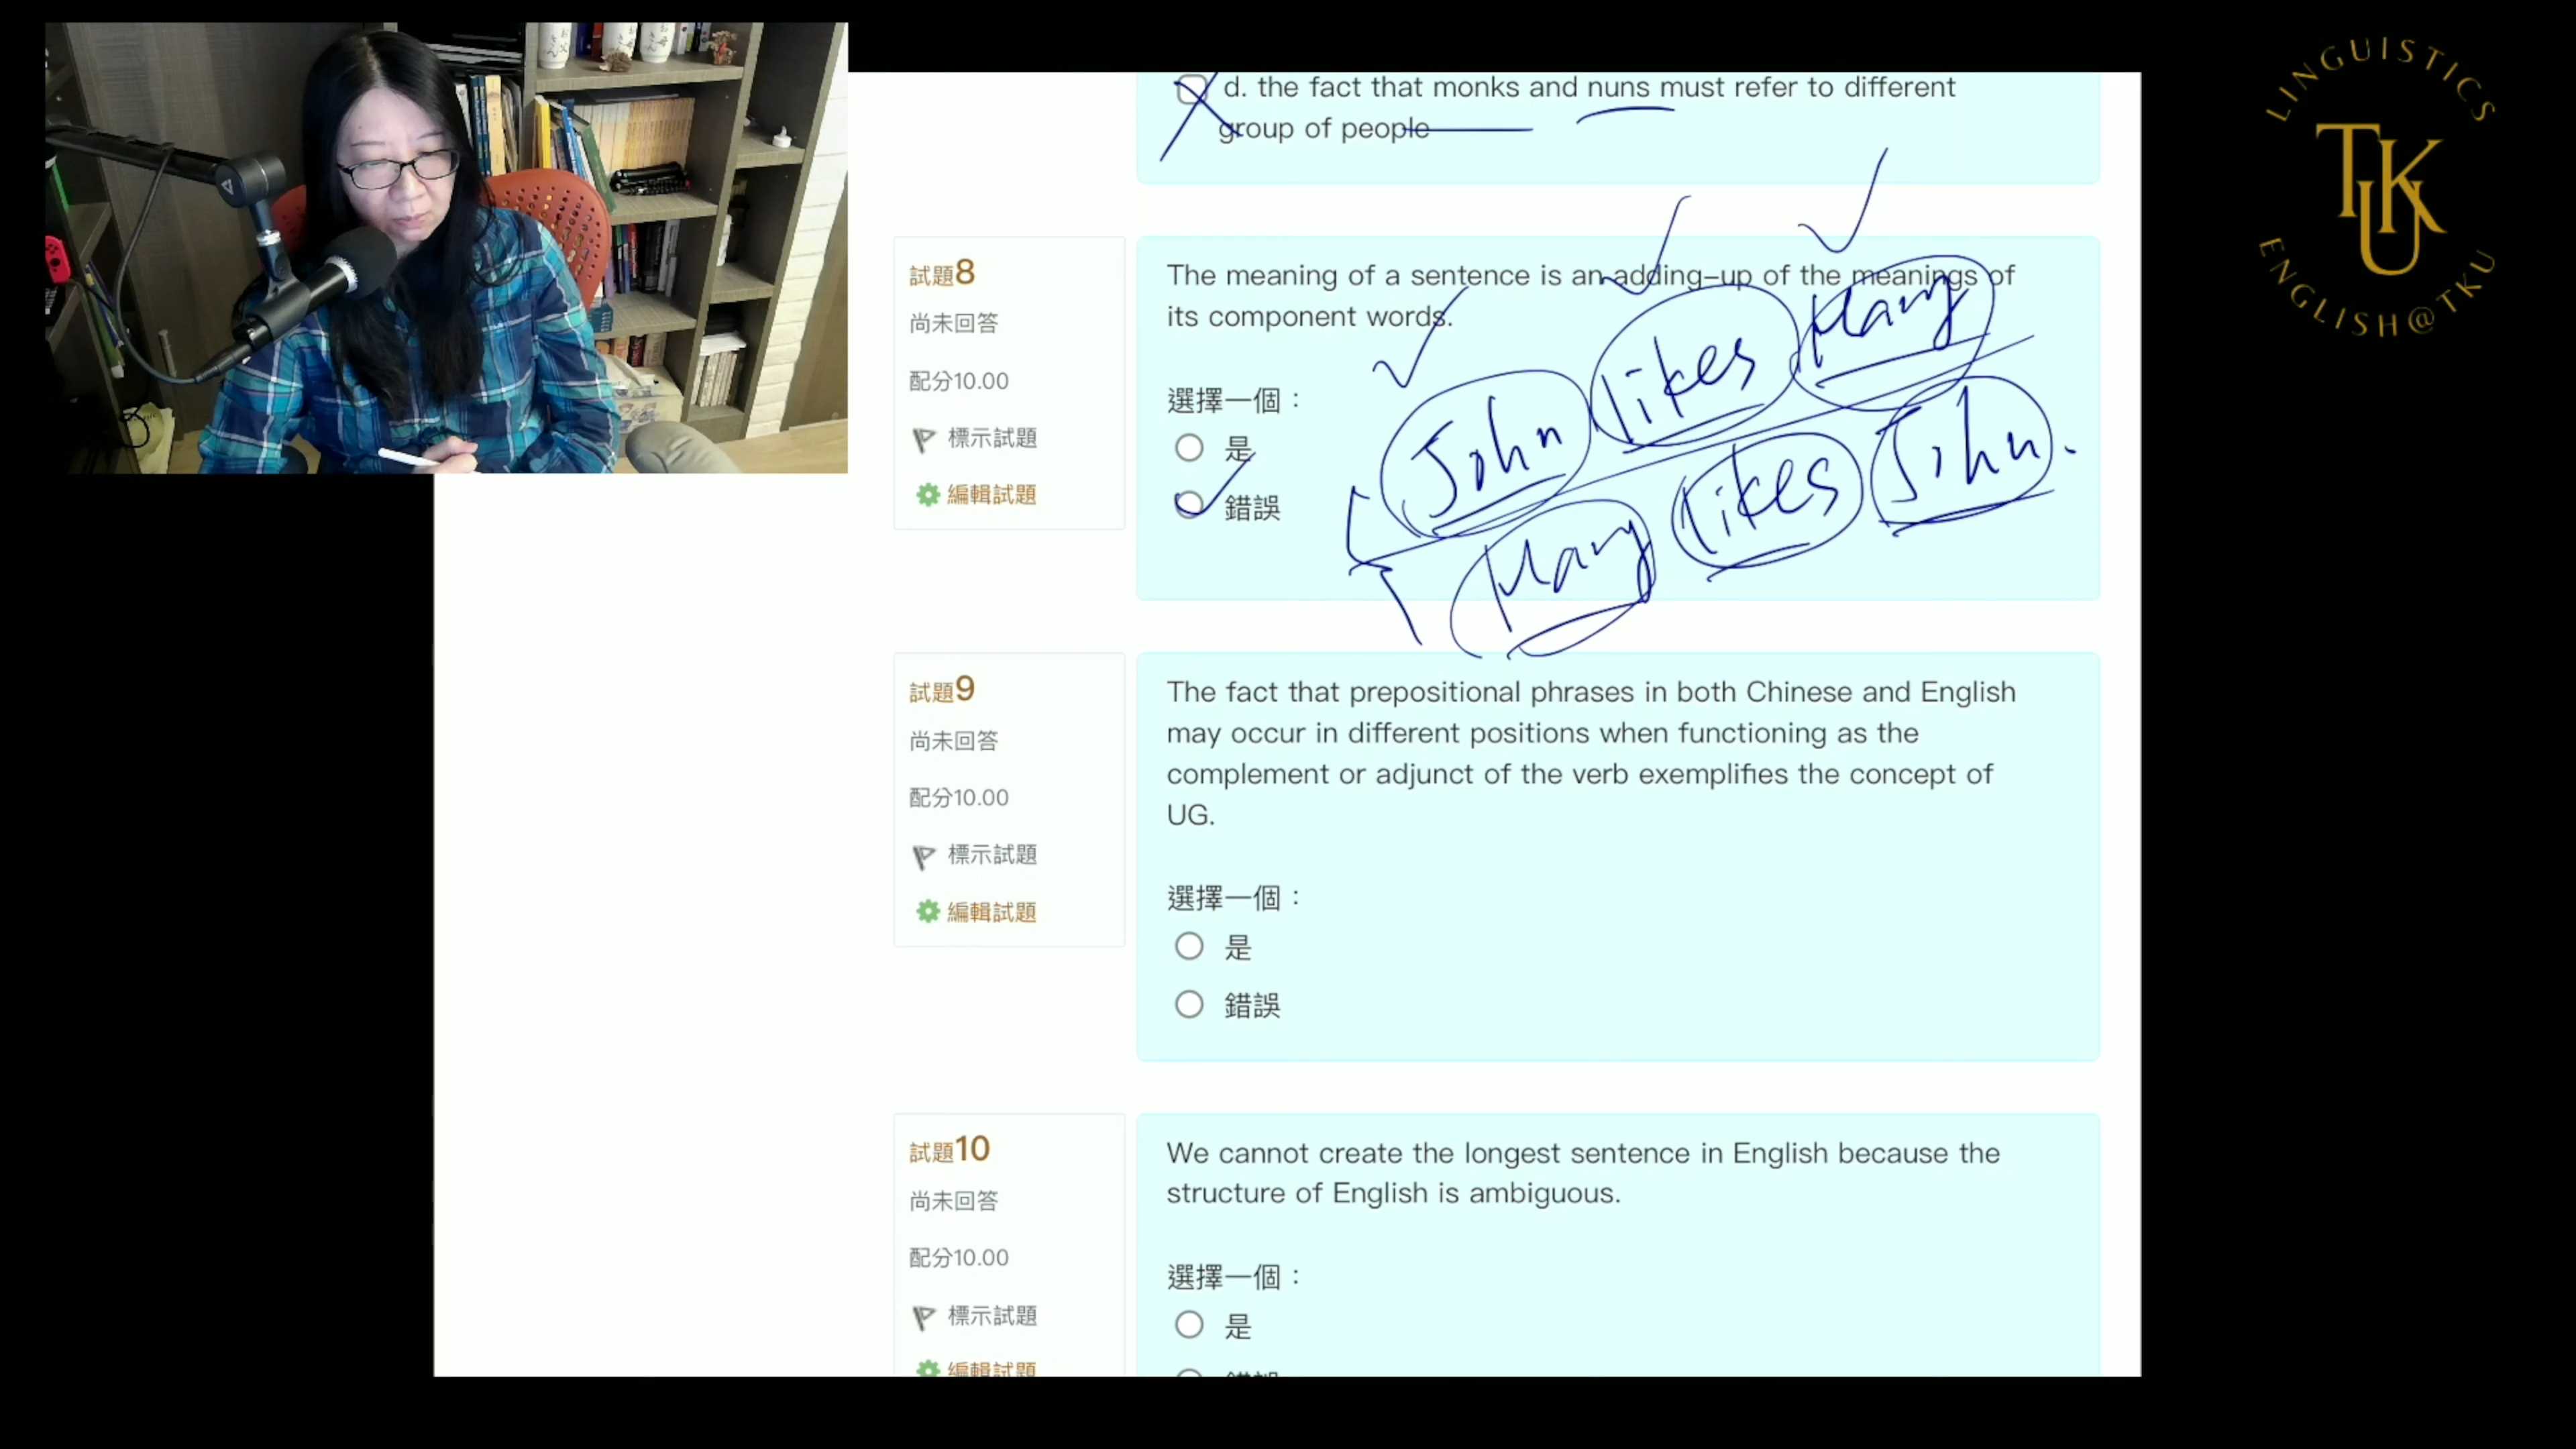 d. the fact that monks and nuns must refer to different
group of people
試題8
尚未回答
配分10.00
標示試題
編輯試題
The meaning of a sentence is an adding-up of the meanings of
its component words.
選擇一個：
是
錯誤
John likes Mary
Mary likes John.
試題9
尚未回答
配分10.00
標示試題
編輯試題
The fact that prepositional phrases in both Chinese and English
may occur in different positions when functioning as the
complement or adjunct of the verb exemplifies the concept of
UG.
選擇一個：
是
錯誤
試題10
尚未回答
配分10.00
標示試題
編輯試題
We cannot create the longest sentence in English because the
structure of English is ambiguous.
選擇一個：
是
LINGUISTICS
TKU
ENGLISH@TKU